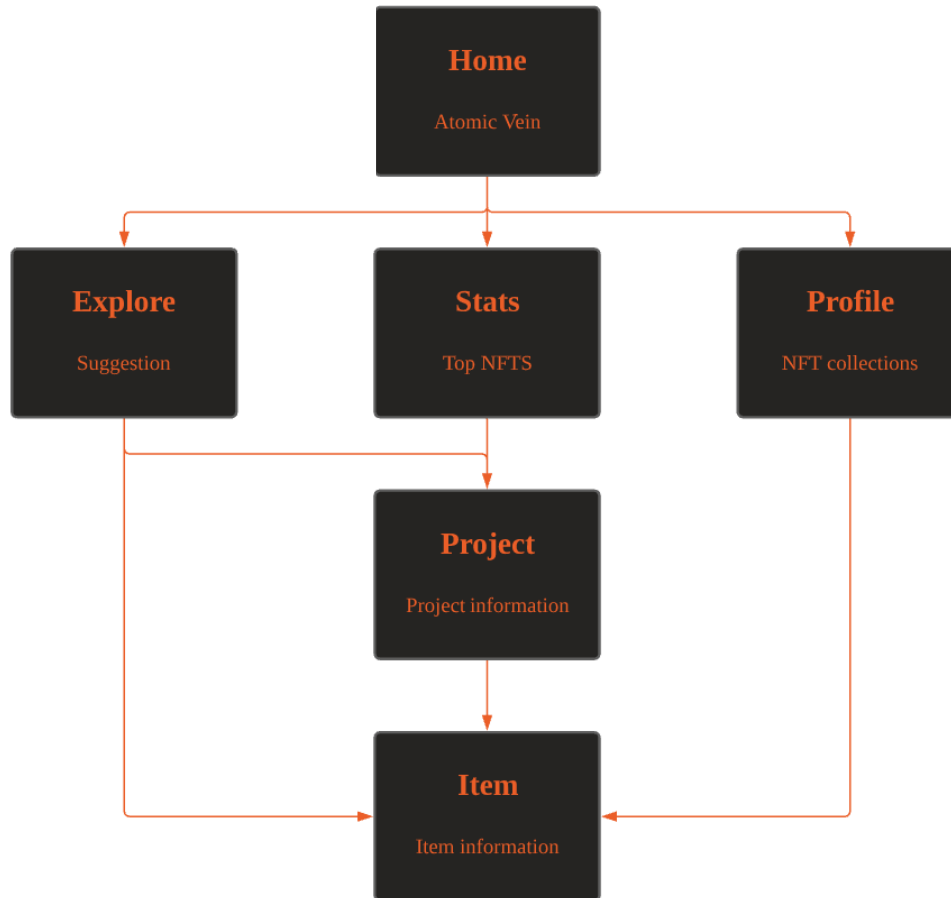 Home
Atomic Vein
Explore
Suggestion
Stats
Top NFTS
Profile
NFT collections
Project
Project information
Item
Item information